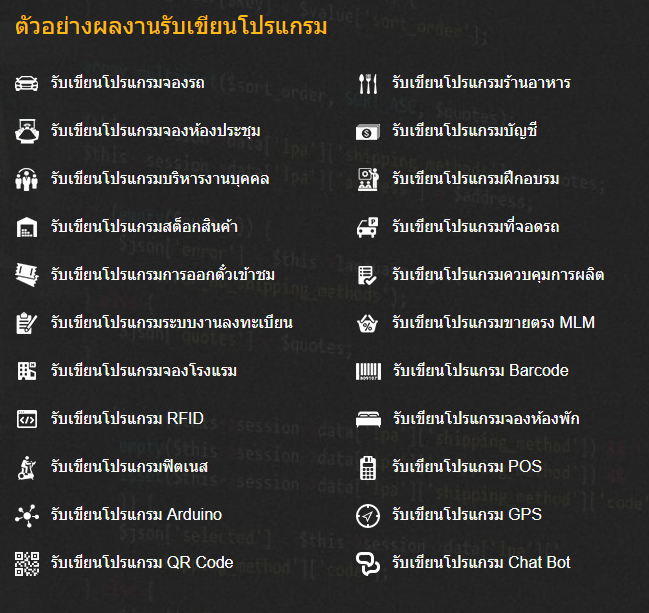 ตัวอย่างผลงานรับเขียนโปรแกรม
รับเขียนโปรแกรมจองรถ
รับเขียนโปรแกรมร้านอาหาร
รับเขียนโปรแกรมจองห้องประชุม
รับเขียนโปรแกรมบัญชี
รับเขียนโปรแกรมบริหารงานบุคคล
รับเขียนโปรแกรมฝึกอบรม
รับเขียนโปรแกรมสต็อกสินค้า
รับเขียนโปรแกรมที่จอดรถ
รับเขียนโปรแกรมการออกตั๋วเข้าชม
รับเขียนโปรแกรมควบคุมการผลิต
รับเขียนโปรแกรมระบบงานลงทะเบียน
รับเขียนโปรแกรมขายตรง MLM
รับเขียนโปรแกรมจองโรงแรม
รับเขียนโปรแกรม Barcode
รับเขียนโปรแกรม RFID
รับเขียนโปรแกรมจองห้องพัก
รับเขียนโปรแกรมฟิตเนส
รับเขียนโปรแกรม POS
รับเขียนโปรแกรม Arduino
รับเขียนโปรแกรม GPS
รับเขียนโปรแกรม QR Code
รับเขียนโปรแกรม Chat Bot